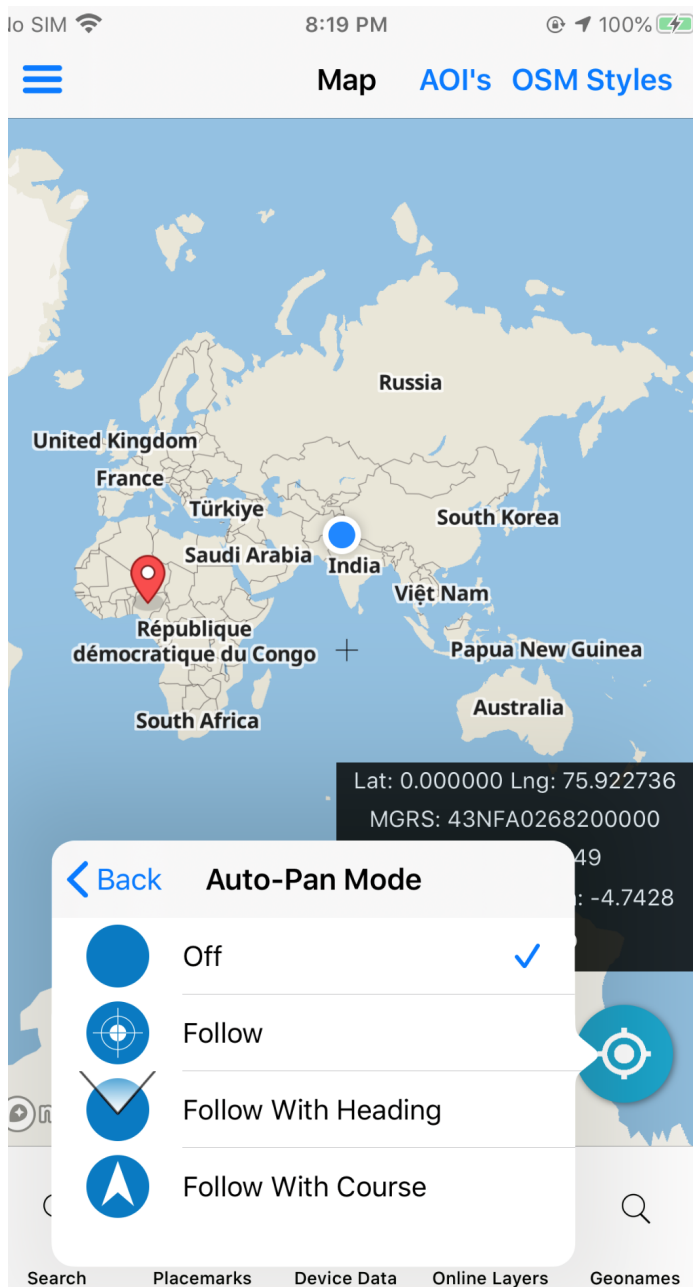 No SIM 8:19 PM 100%
Map AOI's OSM Styles
Russia
United Kingdom
France
Türkiye
South Korea
Saudi Arabia
India
Việt Nam
République
démocratique du Congo
Papua New Guinea
Australia
South Africa
Lat: 0.000000 Lng: 75.922736
MGRS: 43NFA0268200000
49
: -4.7428
Back Auto-Pan Mode
Off
Follow
Follow With Heading
Follow With Course
Search Placemarks Device Data Online Layers Geonames